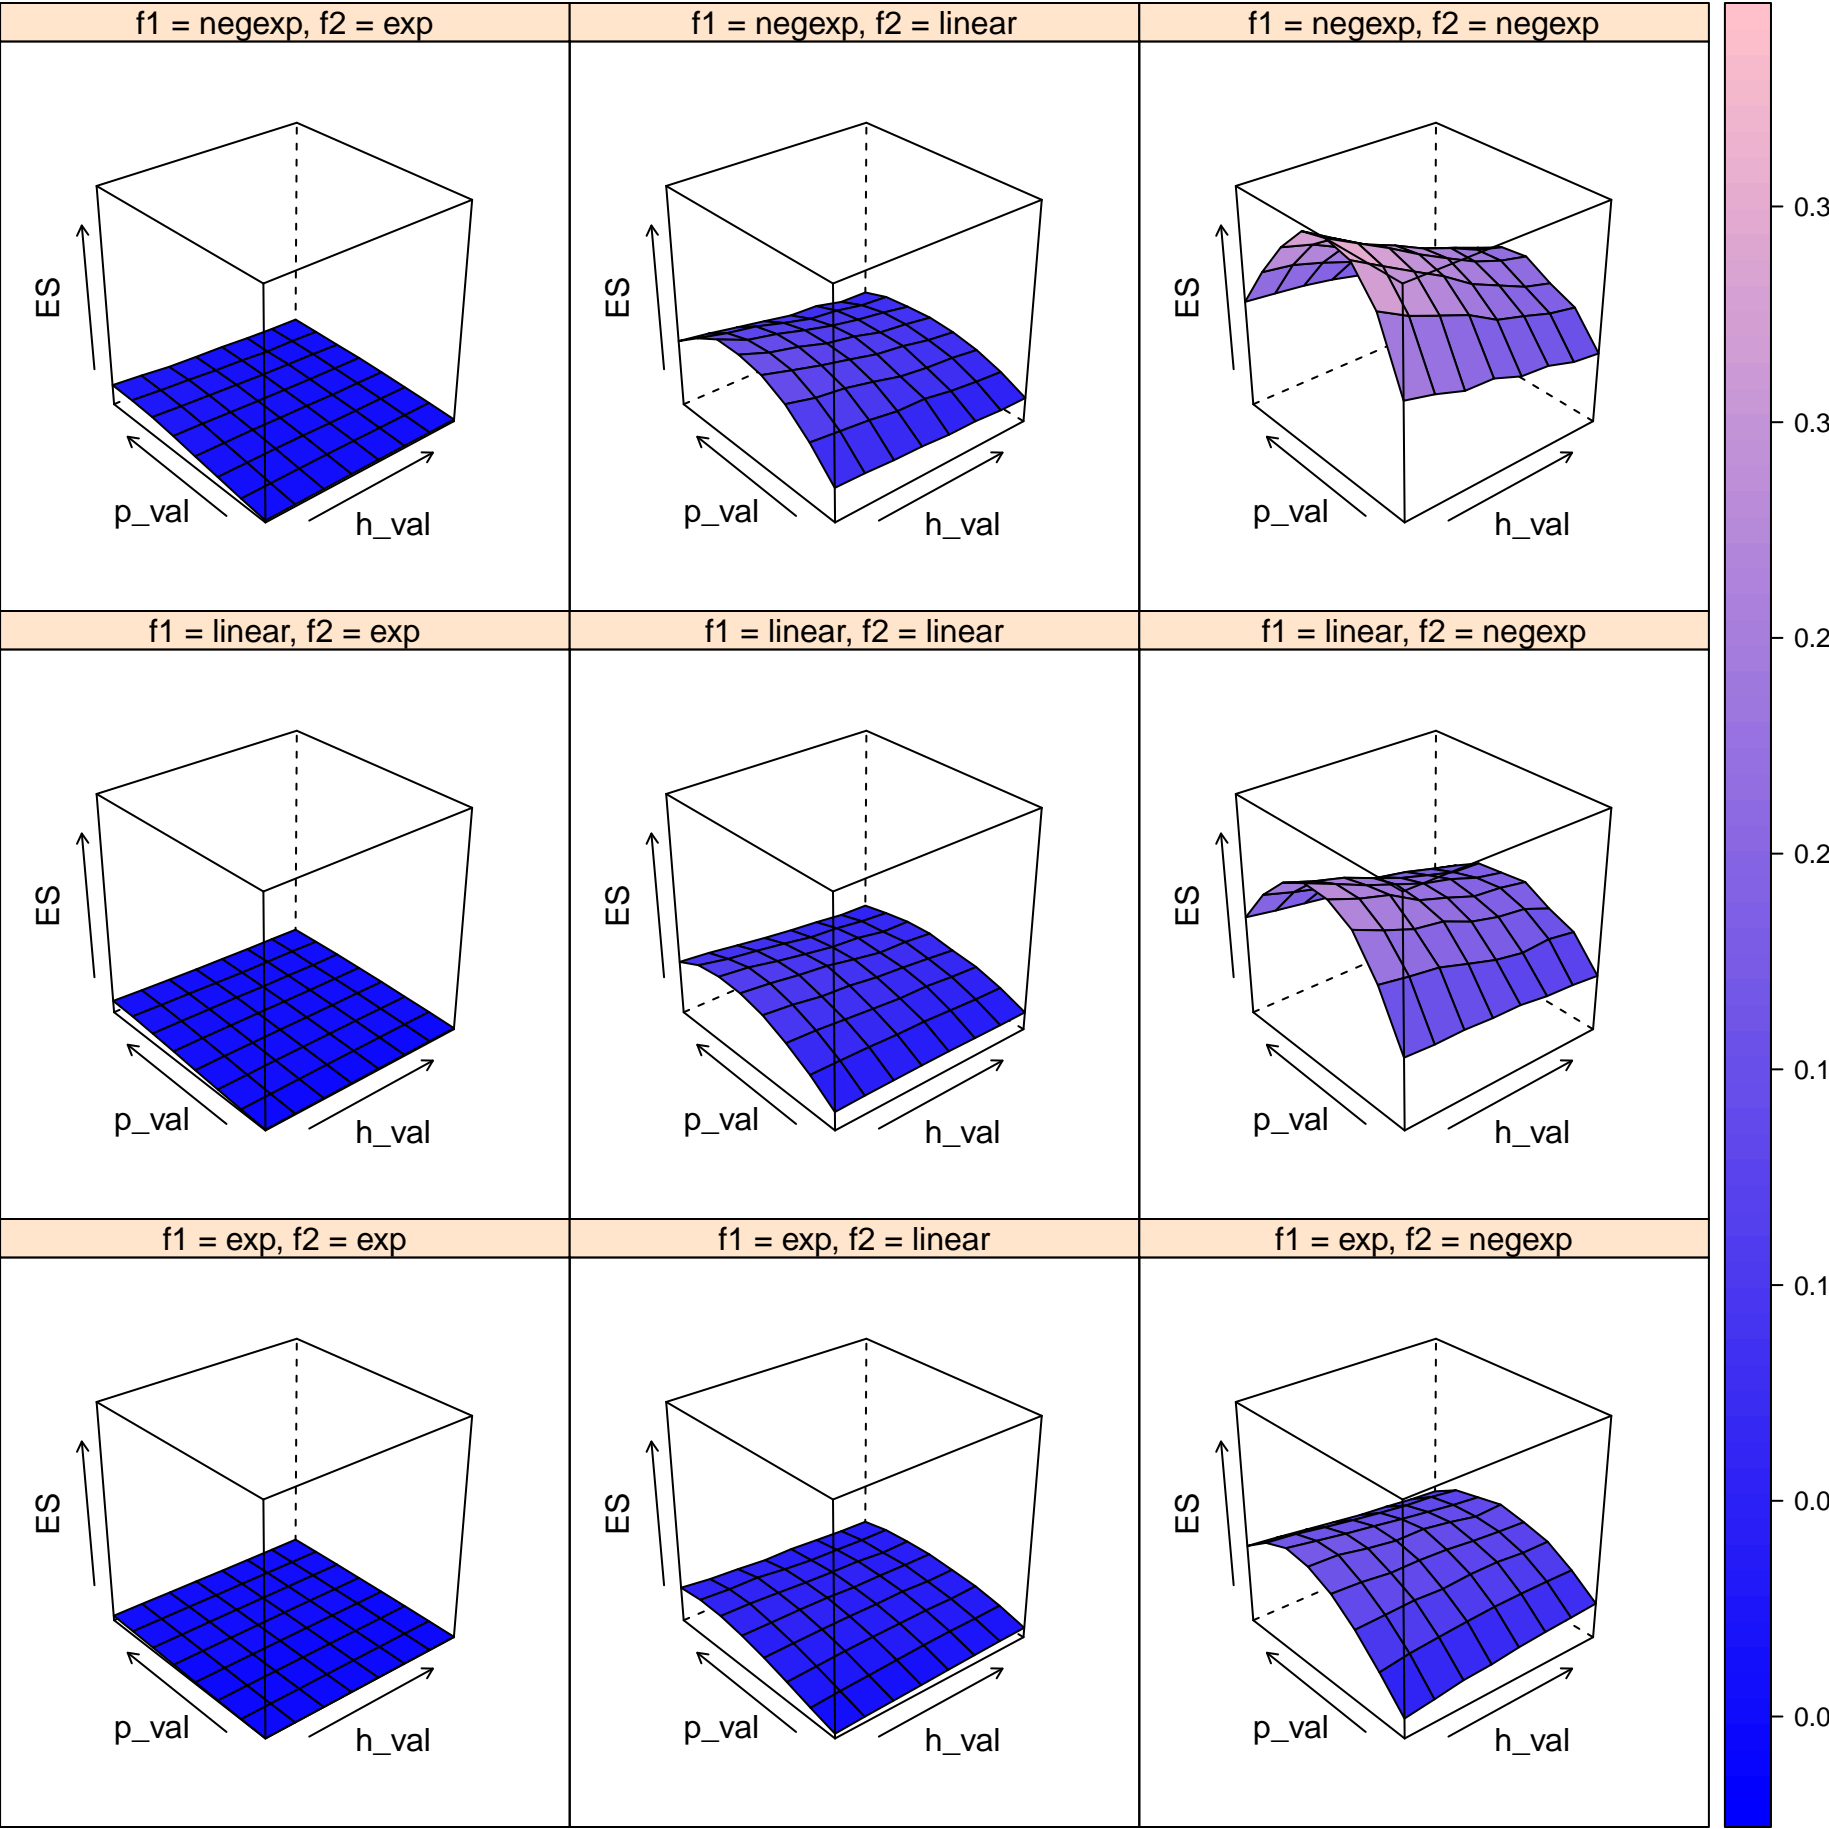 f1 = negexp, f2 = exp
f1 = negexp, f2 = linear
f1 = negexp, f2 = negexp
ES
p_val
h_val
ES
p_val
h_val
ES
p_val
h_val
f1 = linear, f2 = exp
f1 = linear, f2 = linear
f1 = linear, f2 = negexp
ES
p_val
h_val
ES
p_val
h_val
ES
p_val
h_val
f1 = exp, f2 = exp
f1 = exp, f2 = linear
f1 = exp, f2 = negexp
ES
p_val
h_val
ES
p_val
h_val
ES
p_val
h_val
0.3
0.3
0.2
0.2
0.1
0.1
0.0
0.0